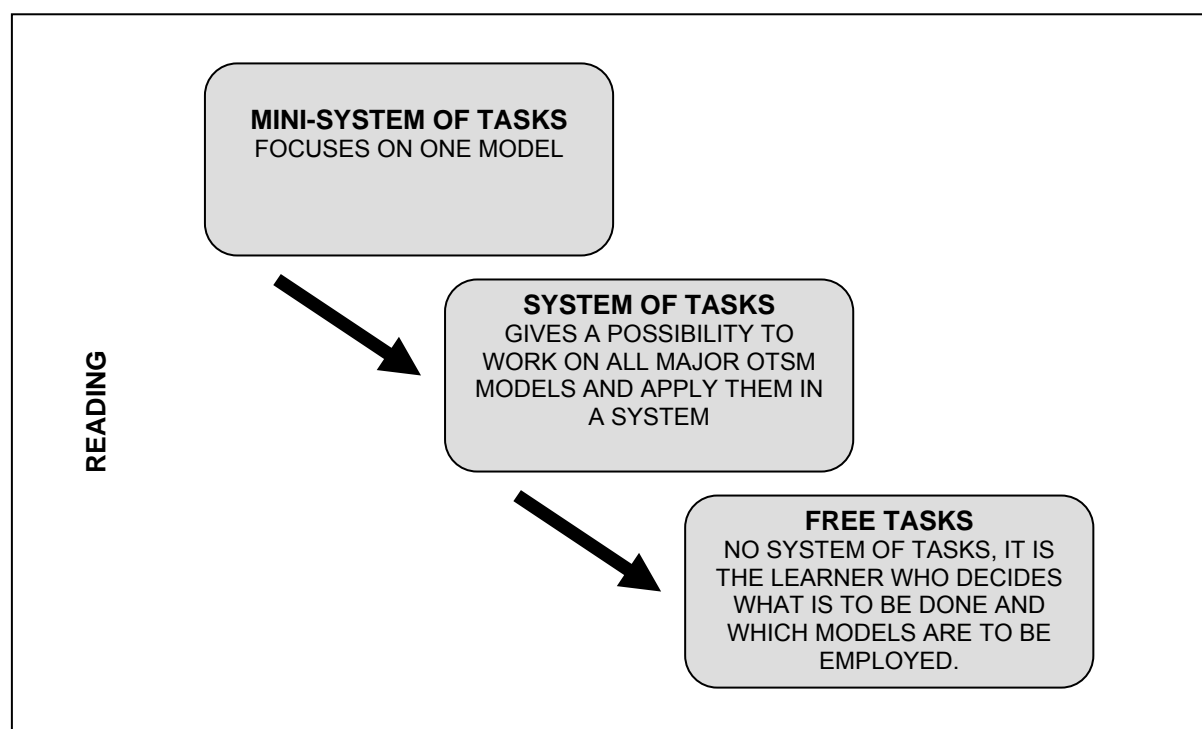 MINI-SYSTEM OF TASKS
FOCUSES ON ONE MODEL
SYSTEM OF TASKS
GIVES A POSSIBILITY TO
WORK ON ALL MAJOR OTSM
MODELS AND APPLY THEM IN
A SYSTEM
READING
FREE TASKS
NO SYSTEM OF TASKS, IT IS
THE LEARNER WHO DECIDES
WHAT IS TO BE DONE AND
WHICH MODELS ARE TO BE
EMPLOYED.